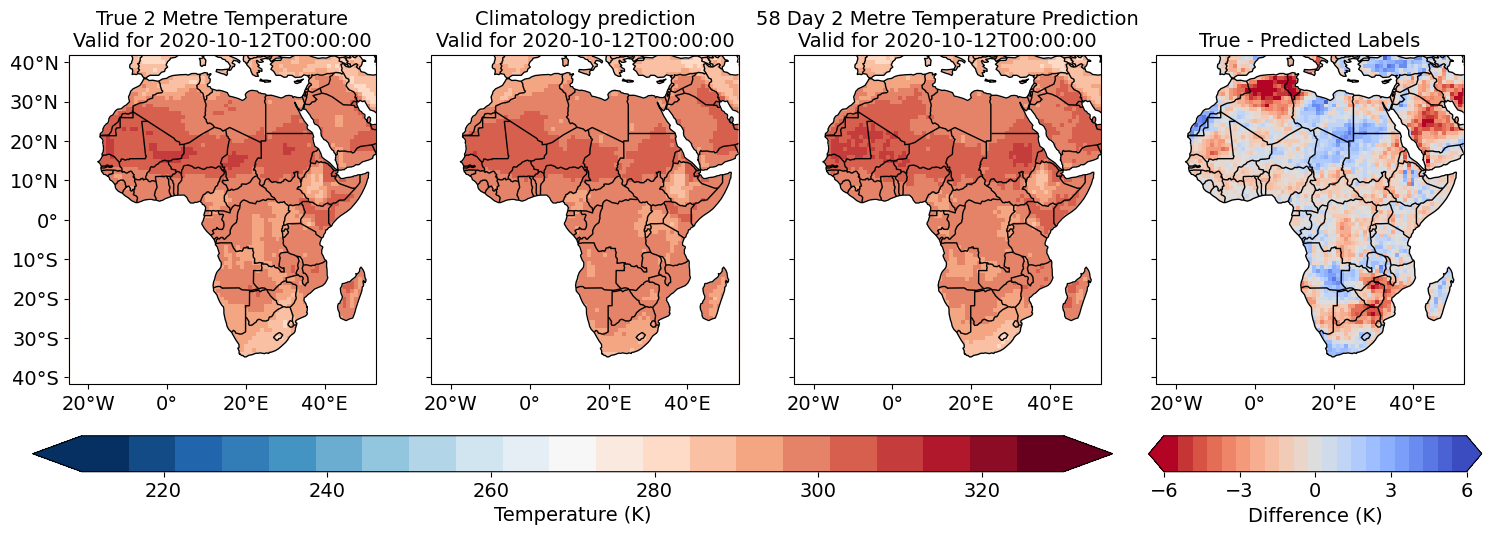 True 2 Metre Temperature
Valid for 2020-10-12T00:00:00
Climatology prediction
Valid for 2020-10-12T00:00:00
58 Day 2 Metre Temperature Prediction
Valid for 2020-10-12T00:00:00
True - Predicted Labels
40°N
30°N
20°N
10°N
0°
10°S
20°S
30°S
40°S
20°W 0° 20°E 40°E
20°W 0° 20°E 40°E
20°W 0° 20°E 40°E
20°W 0° 20°E 40°E
220 240 260 280 300 320
Temperature (K)
−6 −3 0 3 6
Difference (K)